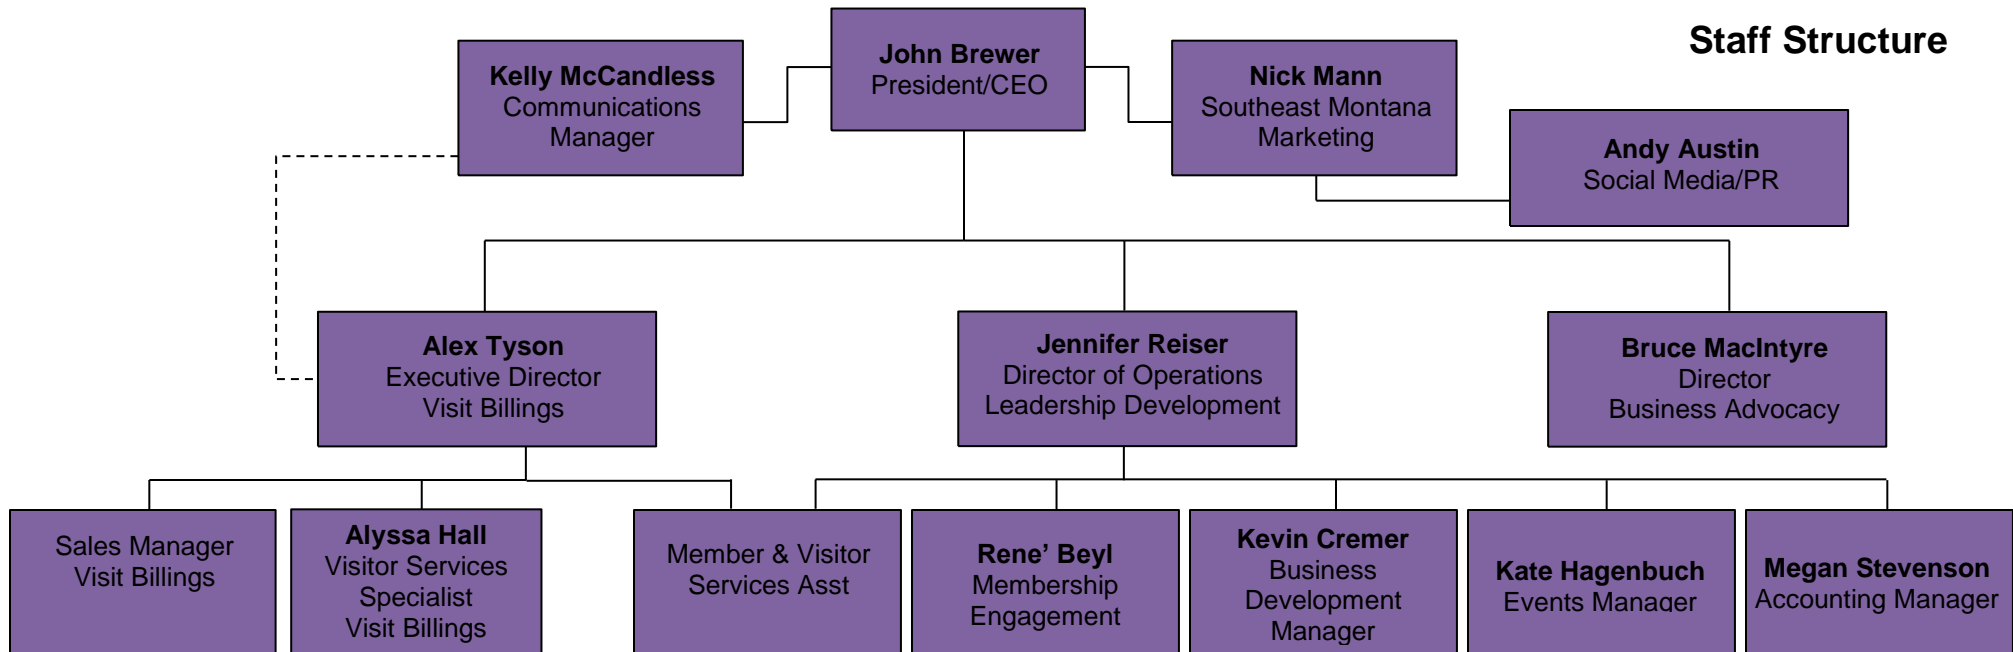 Staff Structure
John Brewer
President/CEO
Kelly McCandless
Communications
Manager
Nick Mann
Southeast Montana
Marketing
Andy Austin
Social Media/PR
Alex Tyson
Executive Director
Visit Billings
Jennifer Reiser
Director of Operations
Leadership Development
Bruce MacIntyre
Director
Business Advocacy
Sales Manager
Visit Billings
Alyssa Hall
Visitor Services
Specialist
Visit Billings
Member & Visitor
Services Asst
Rene’ Beyl
Membership
Engagement
Kevin Cremer
Business
Development
Manager
Kate Hagenbuch
Events Manager
Megan Stevenson
Accounting Manager